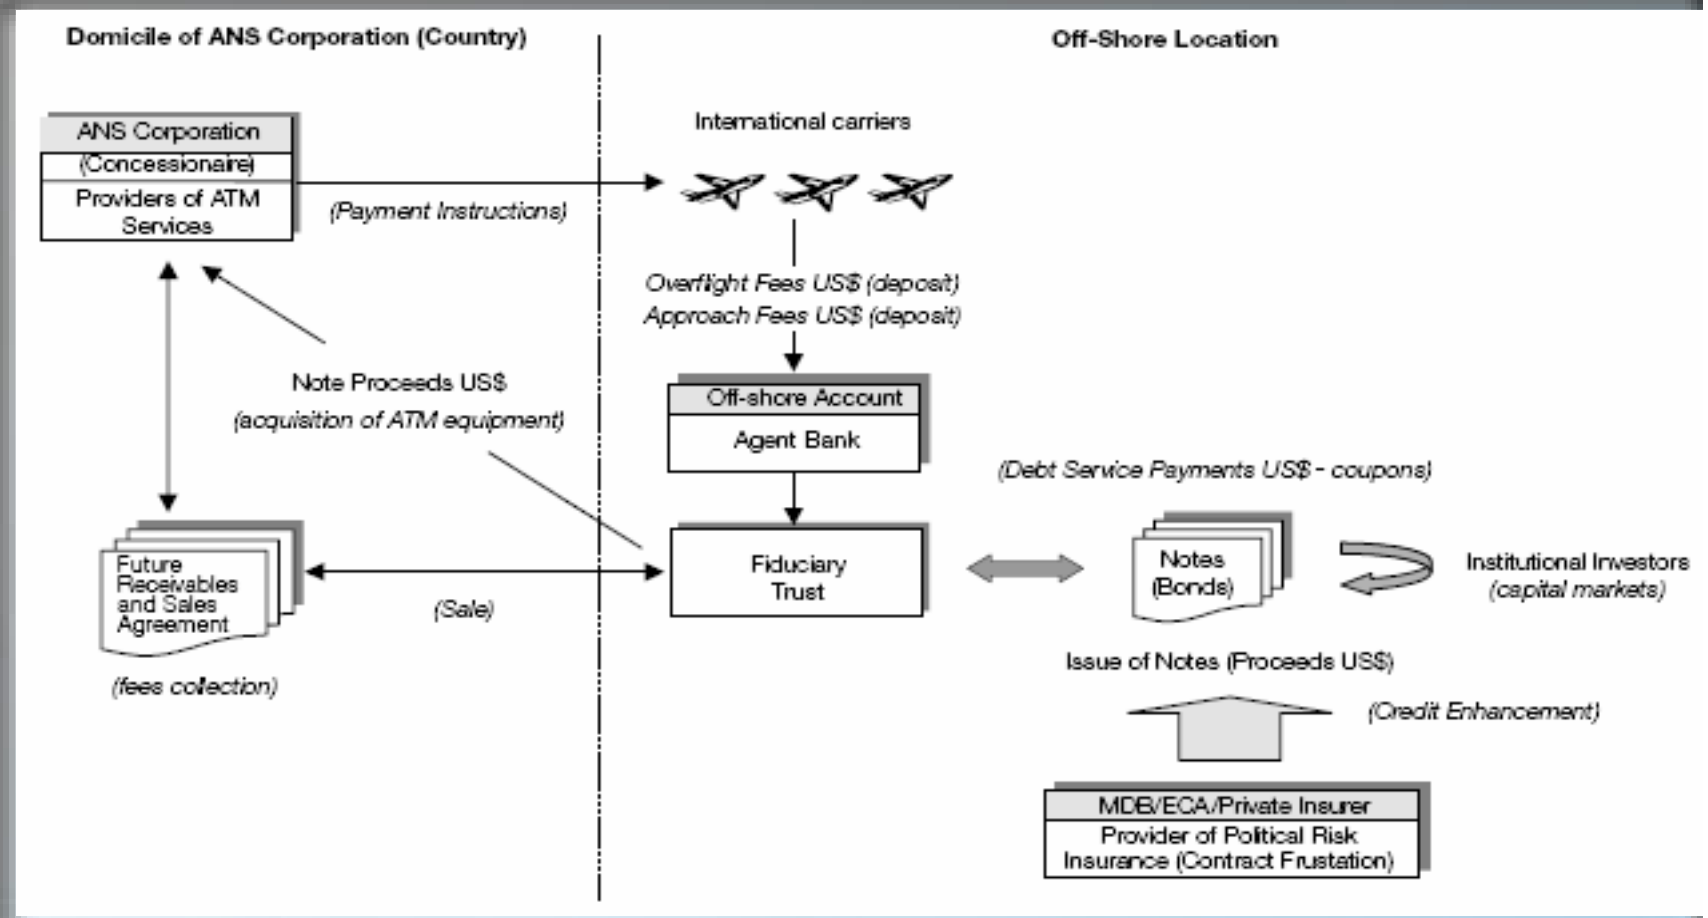 Domicile of ANS Corporation (Country)
Off-Shore Location
ANS Corporation
(Concessionaire)
Providers of ATM
Services
(Payment Instructions)
International carriers
Overflight Fees US$ (deposit)
Approach Fees US$ (deposit)
Note Proceeds US$
(acquisition of ATM equipment)
Off-shore Account
Agent Bank
(Debt Service Payments US$ - coupons)
Future
Receivables
and Sales
Agreement
(fees collection)
(Sale)
Fiduciary
Trust
Notes
(Bonds)
Institutional Investors
(capital markets)
Issue of Notes (Proceeds US$)
(Credit Enhancement)
MDB/ECA/Private Insurer
Provider of Political Risk
Insurance (Contract Frustation)